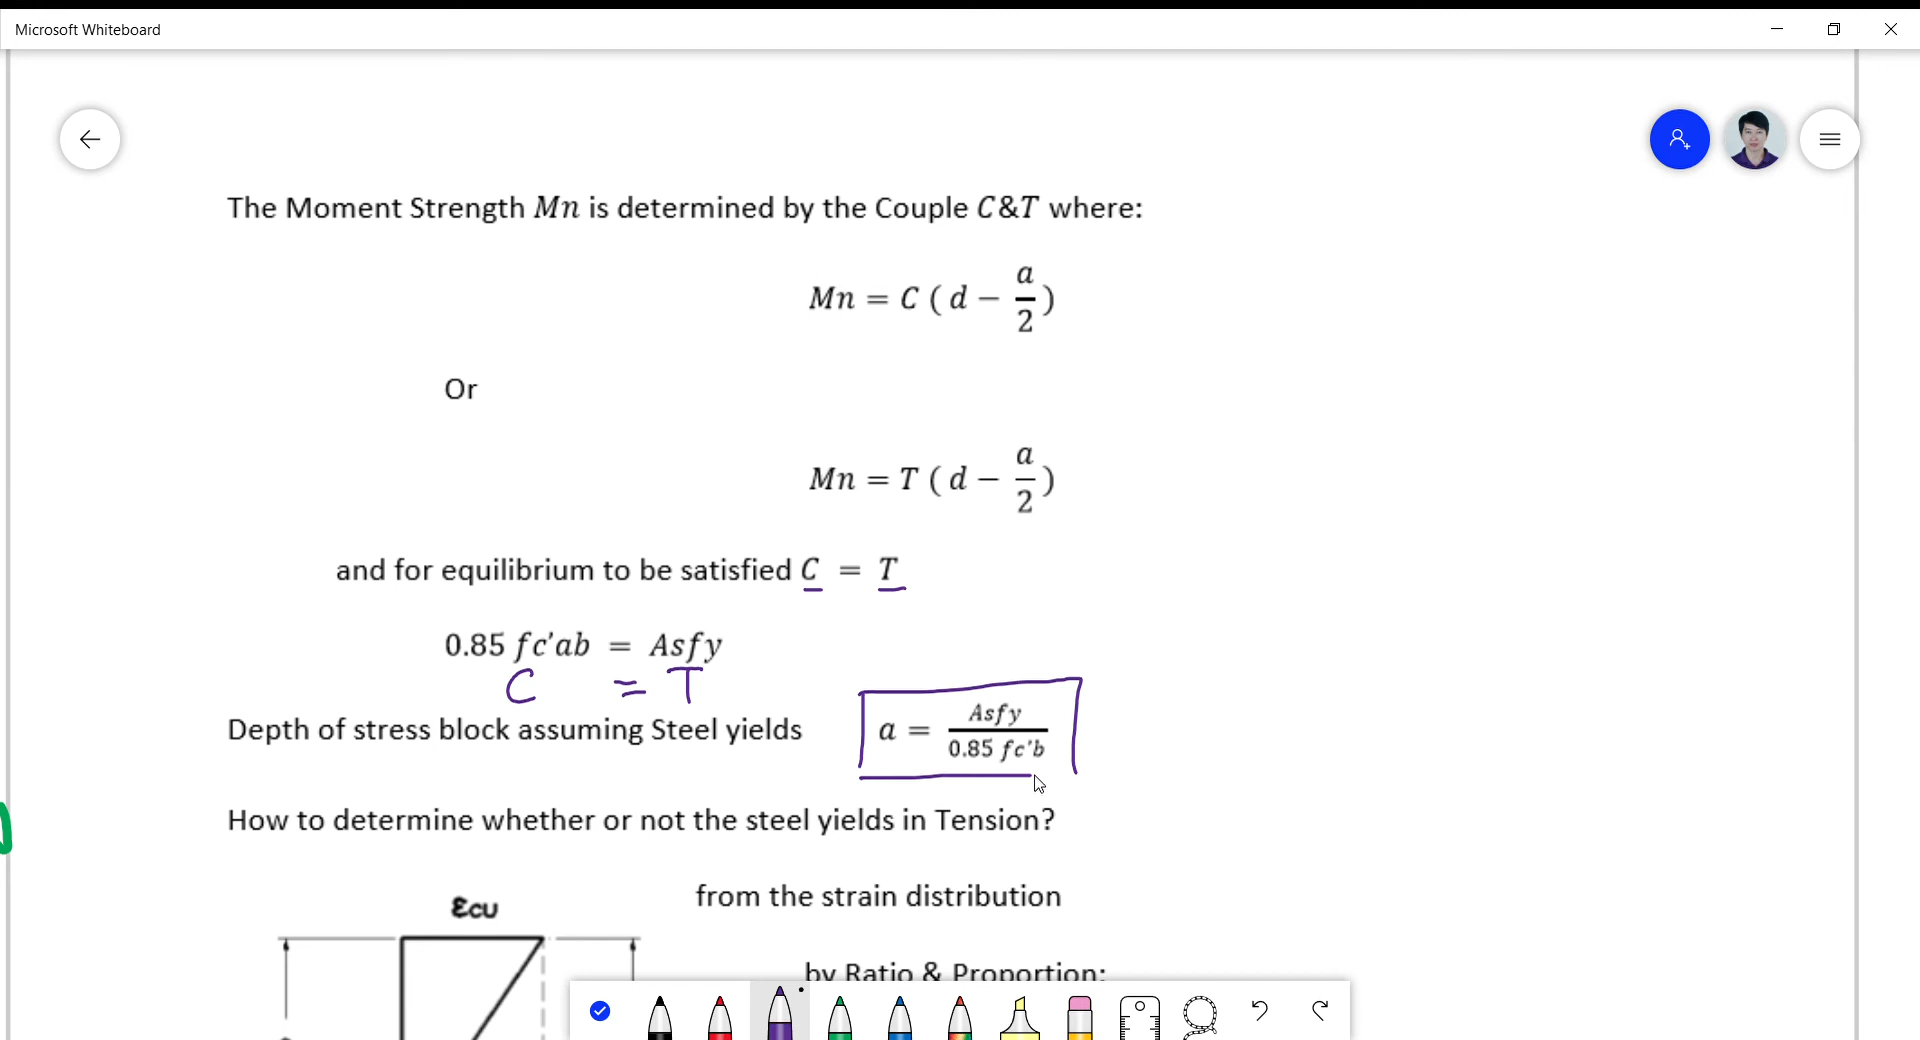 Microsoft Whiteboard
The Moment Strength Mn is determined by the Couple C&T where:
Mn = C ( d − a/2 )
Or
Mn = T ( d − a/2 )
and for equilibrium to be satisfied C = T
0.85 fc'ab = Asfy
C = T
Depth of stress block assuming Steel yields a = Asfy / 0.85 fc'b
How to determine whether or not the steel yields in Tension?
εcu
from the strain distribution
by Ratio & Proportion: